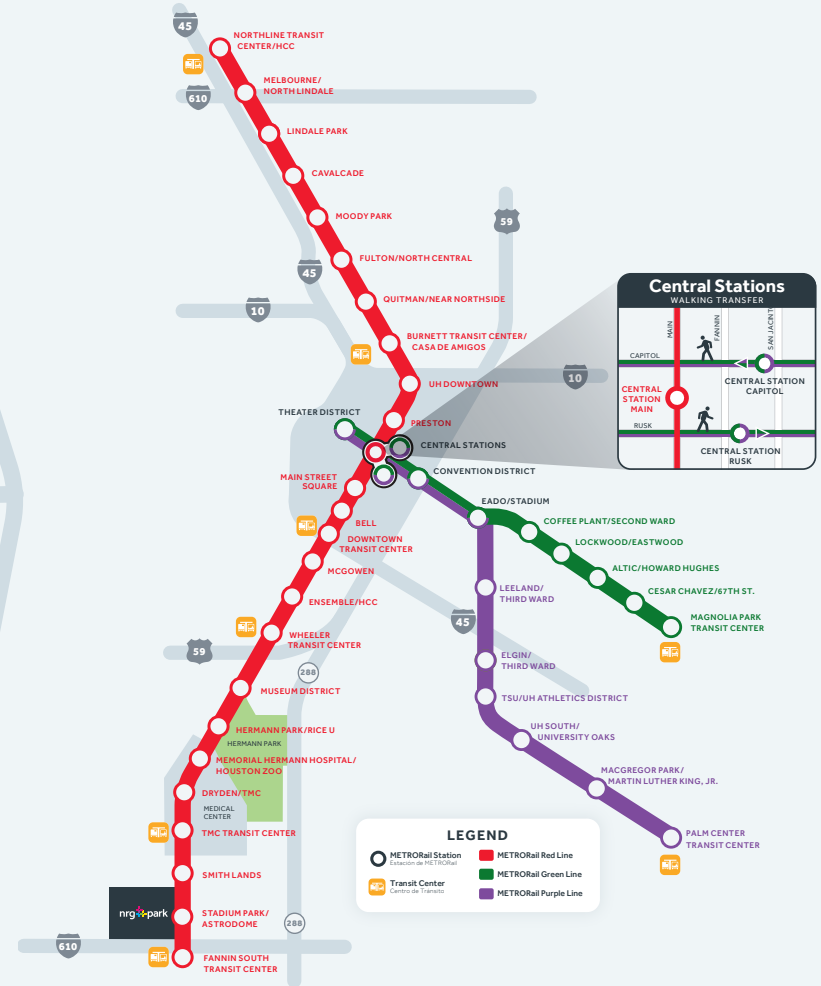 45
NORTHLINE TRANSIT
CENTER/HCC
MELBOURNE/
NORTH LINDALE
610
LINDALE PARK
CAVALCADE
MOODY PARK
59
FULTON/NORTH CENTRAL
45
QUITMAN/NEAR NORTHSIDE
10
BURNETT TRANSIT CENTER/
CASA DE AMIGOS
UH DOWNTOWN
10
THEATER DISTRICT
PRESTON
CENTRAL STATIONS
CONVENTION DISTRICT
MAIN STREET
SQUARE
BELL
DOWNTOWN
TRANSIT CENTER
MCGOWEN
ENSEMBLE/HCC
WHEELER
TRANSIT CENTER
59
288
MUSEUM DISTRICT
HERMANN PARK/RICE U
HERMANN PARK
MEMORIAL HERMANN HOSPITAL/
HOUSTON ZOO
DRYDEN/TMC
MEDICAL
CENTER
TMC TRANSIT CENTER
SMITH LANDS
nrg park
STADIUM PARK/
ASTRODOME
288
610
FANNIN SOUTH
TRANSIT CENTER
EADO/STADIUM
COFFEE PLANT/SECOND WARD
LOCKWOOD/EASTWOOD
ALTIC/HOWARD HUGHES
CESAR CHAVEZ/67TH ST.
MAGNOLIA PARK
TRANSIT CENTER
LEELAND/
THIRD WARD
45
ELGIN/
THIRD WARD
TSU/UH ATHLETICS DISTRICT
UH SOUTH/
UNIVERSITY OAKS
MACGREGOR PARK/
MARTIN LUTHER KING, JR.
PALM CENTER
TRANSIT CENTER
Central Stations
WALKING TRANSFER
MAIN
FANNIN
SAN JACINT
CAPITOL
CENTRAL STATION
CAPITOL
CENTRAL
STATION
MAIN
RUSK
CENTRAL STATION
RUSK
LEGEND
METRORail Station
Estación de METRORail
Transit Center
Centro de Tránsito
METRORail Red Line
METRORail Green Line
METRORail Purple Line